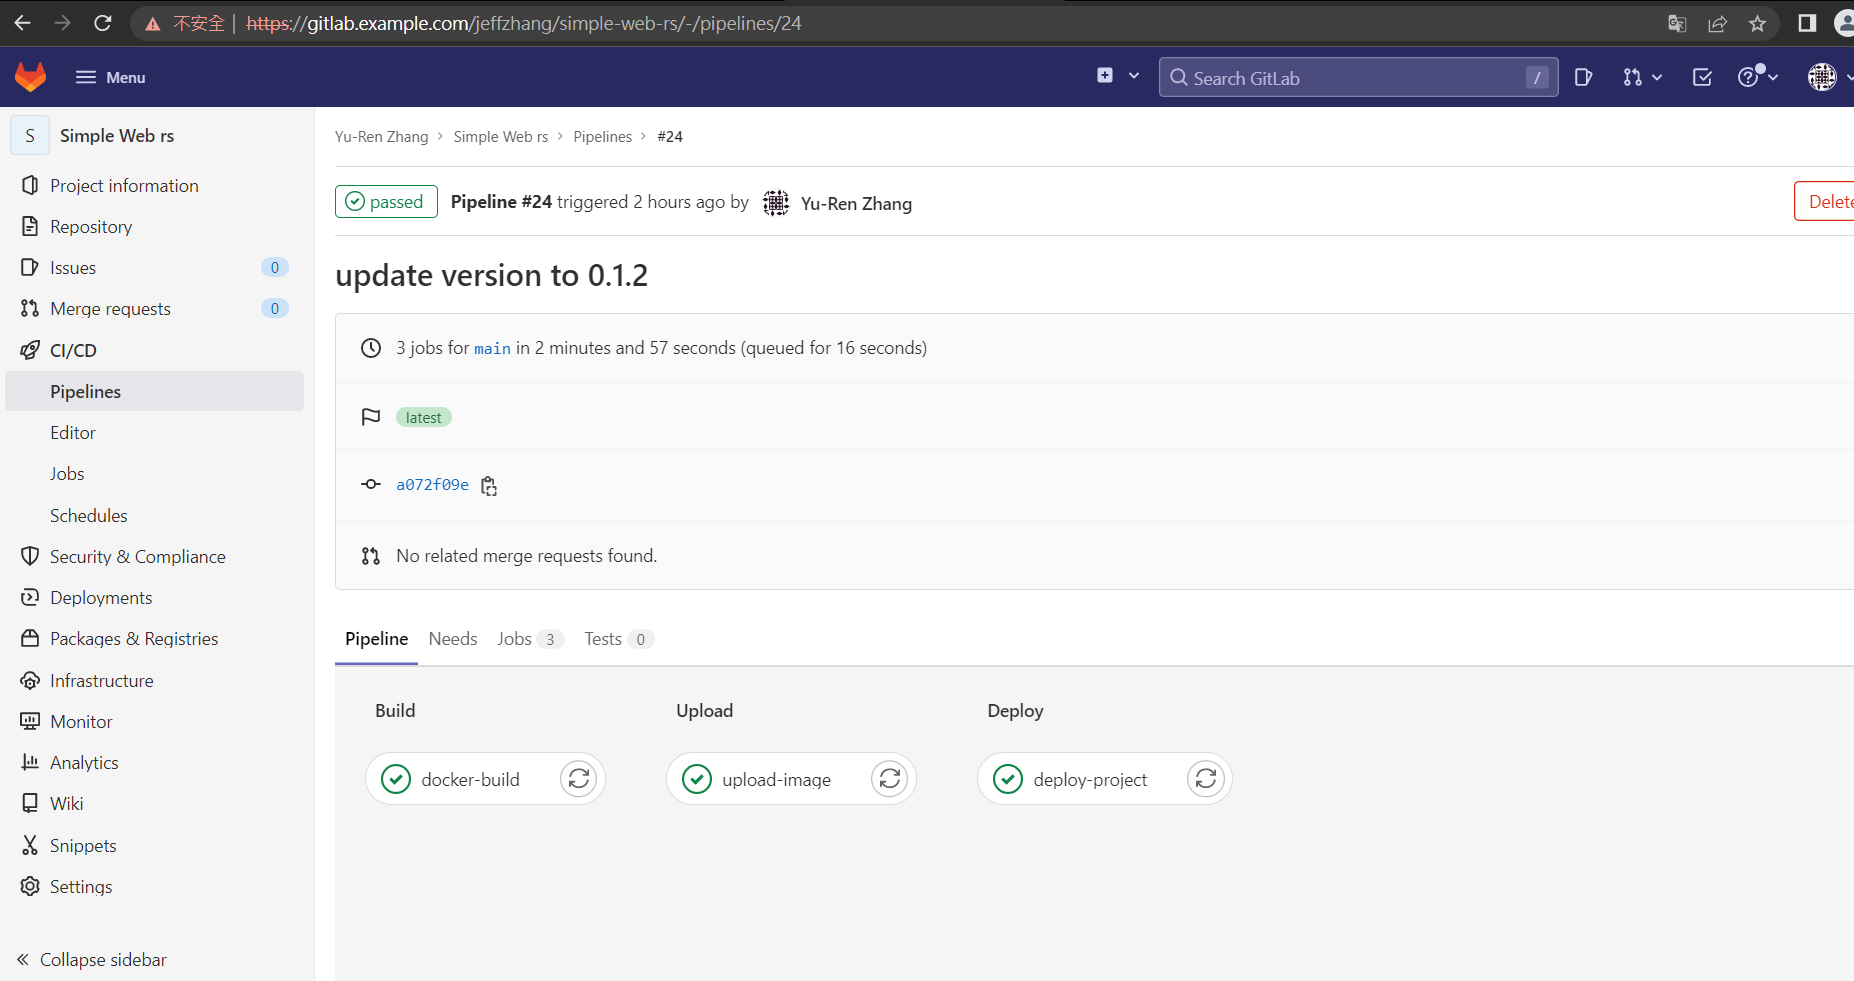 不安全 | https://gitlab.example.com/jeffzhang/simple-web-rs/-/pipelines/24
Menu
Search GitLab /
S Simple Web rs
Project information
Repository
Issues 0
Merge requests 0
CI/CD
Pipelines
Editor
Jobs
Schedules
Security & Compliance
Deployments
Packages & Registries
Infrastructure
Monitor
Analytics
Wiki
Snippets
Settings
Collapse sidebar
Yu-Ren Zhang > Simple Web rs > Pipelines > #24
passed Pipeline #24 triggered 2 hours ago by Yu-Ren Zhang
Delete
update version to 0.1.2
3 jobs for main in 2 minutes and 57 seconds (queued for 16 seconds)
latest
a072f09e
No related merge requests found.
Pipeline Needs Jobs 3 Tests 0
Build Upload Deploy
docker-build upload-image deploy-project